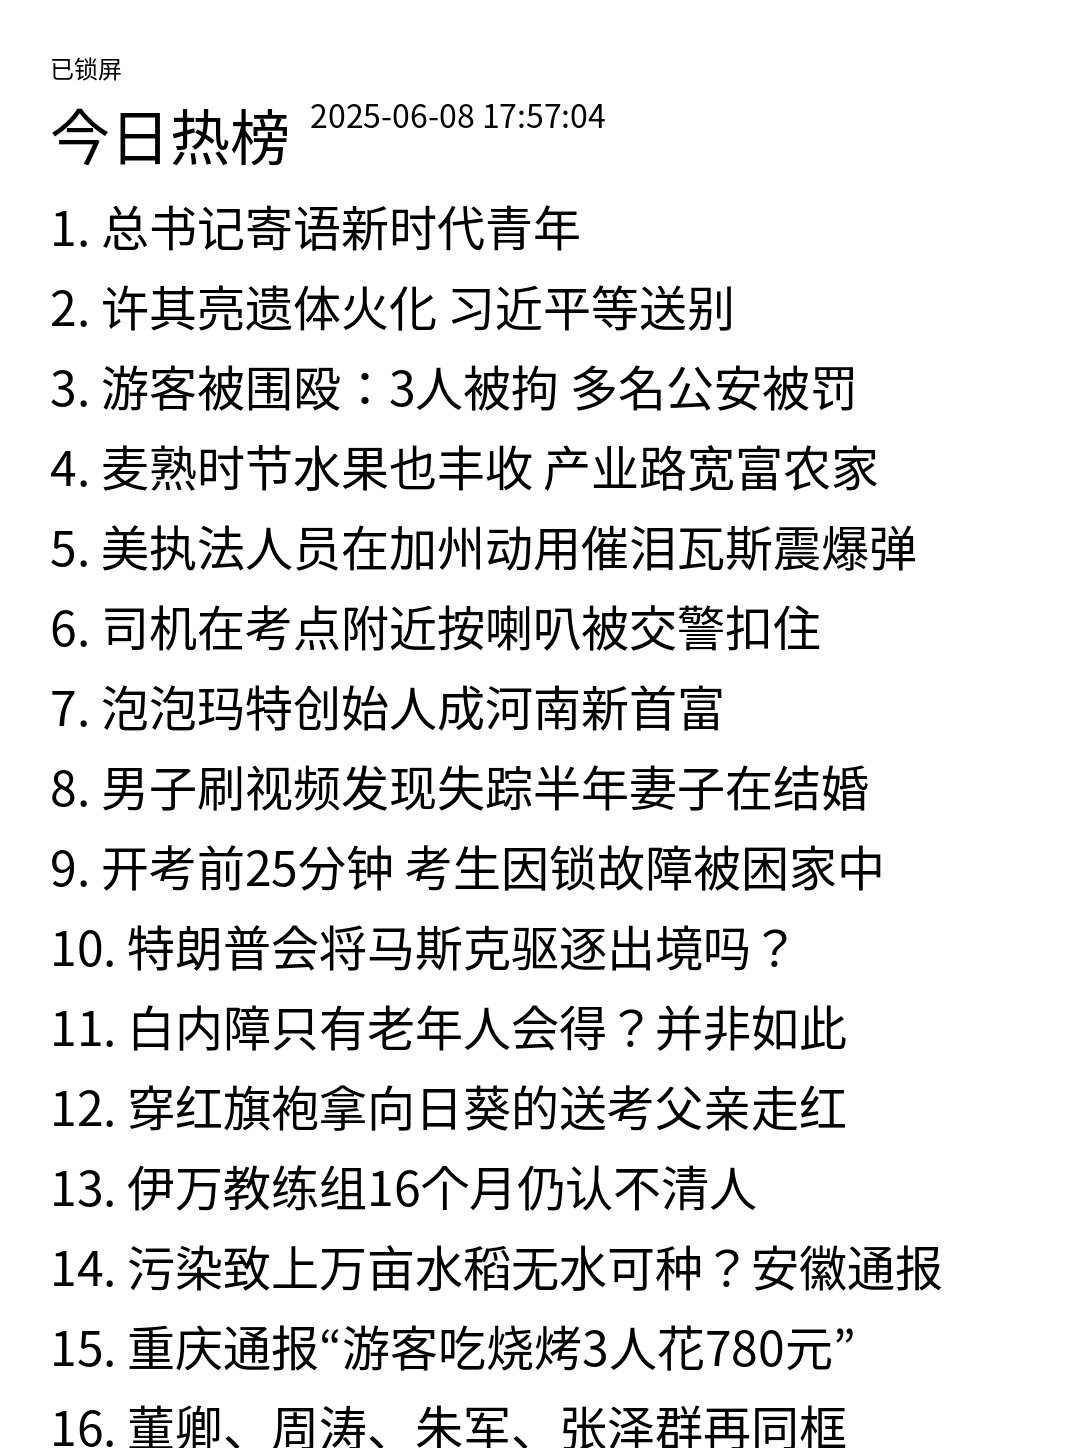 已锁屏
今日热榜 2025-06-08 17:57:04
1. 总书记寄语新时代青年
2. 许其亮遗体火化 习近平等送别
3. 游客被围殴：3人被拘 多名公安被罚
4. 麦熟时节水果也丰收 产业路宽富农家
5. 美执法人员在加州动用催泪瓦斯震爆弹
6. 司机在考点附近按喇叭被交警扣住
7. 泡泡玛特创始人成河南新首富
8. 男子刷视频发现失踪半年妻子在结婚
9. 开考前25分钟 考生因锁故障被困家中
10. 特朗普会将马斯克驱逐出境吗？
11. 白内障只有老年人会得？并非如此
12. 穿红旗袍拿向日葵的送考父亲走红
13. 伊万教练组16个月仍认不清人
14. 污染致上万亩水稻无水可种？安徽通报
15. 重庆通报“游客吃烧烤3人花780元”
16. 董卿、周涛、朱军、张泽群再同框